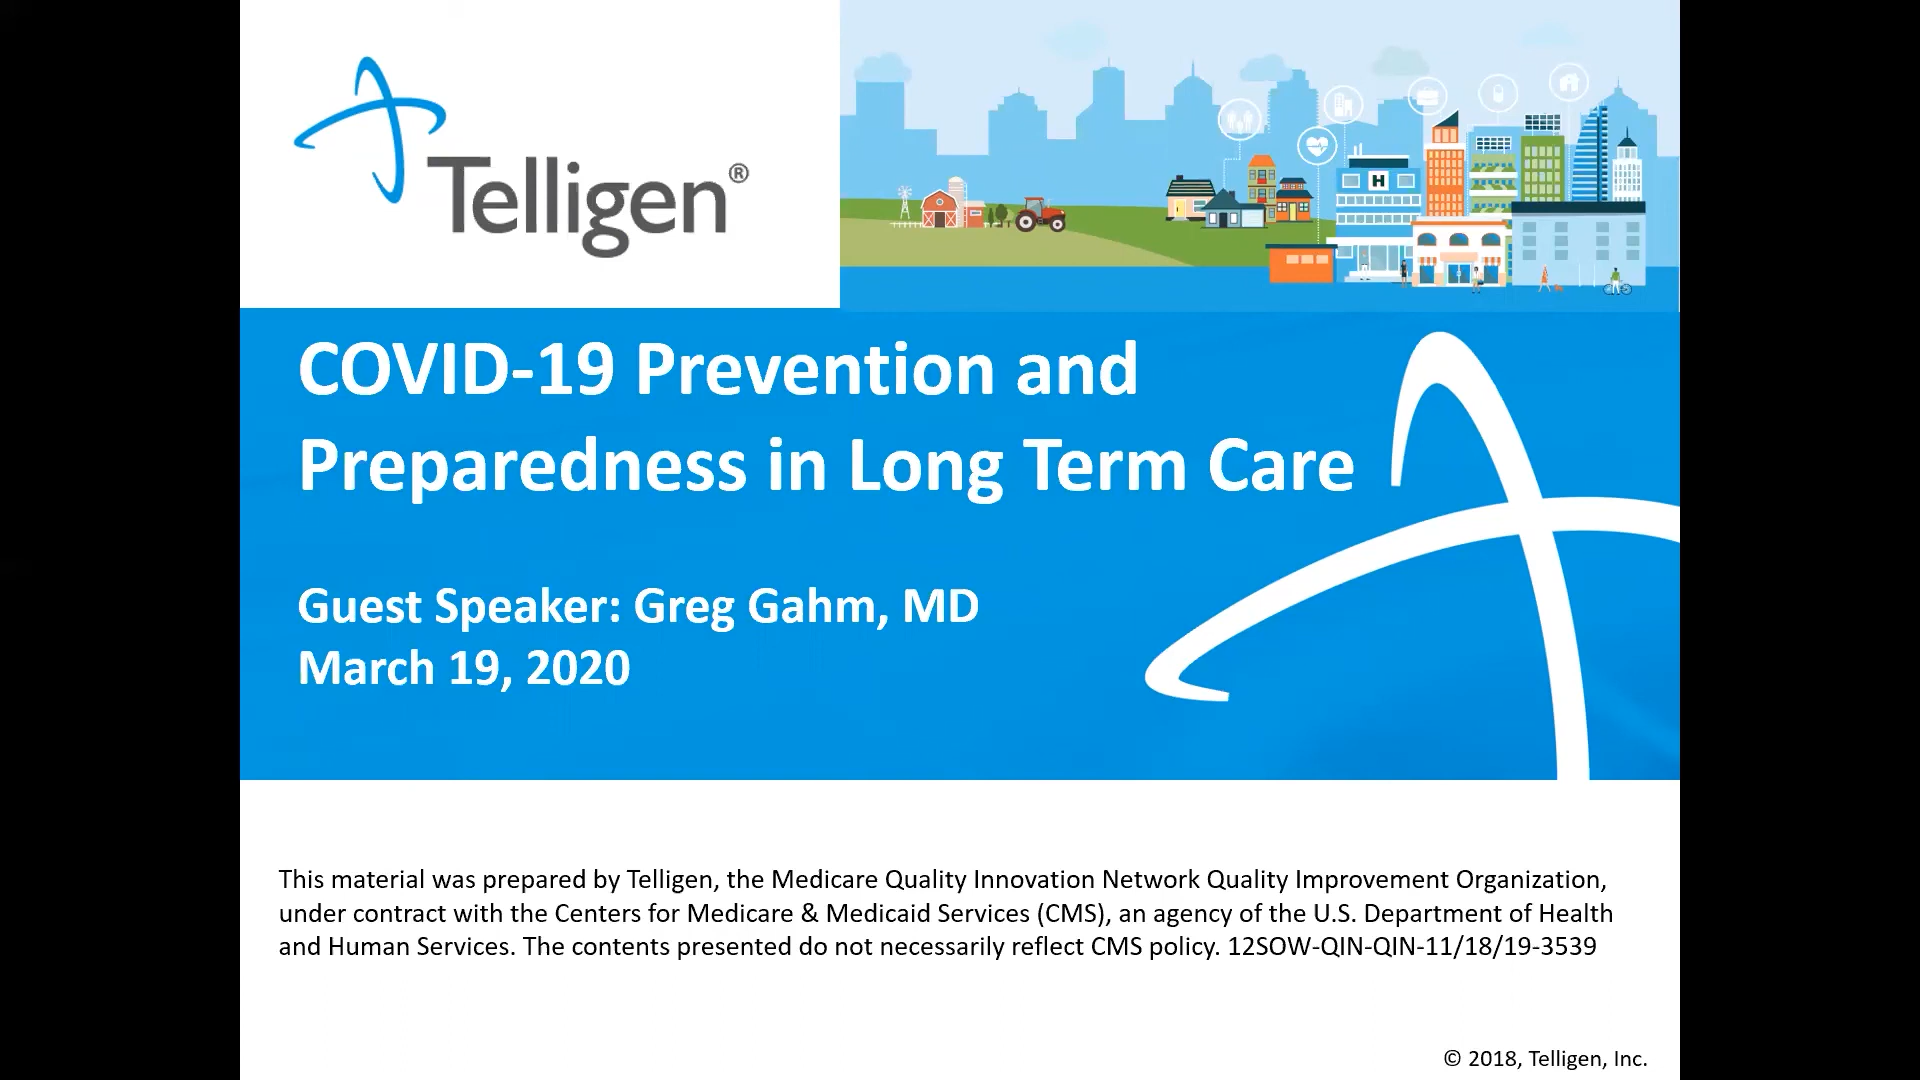 Telligen®
H
COVID-19 Prevention and
Preparedness in Long Term Care
Guest Speaker: Greg Gahm, MD
March 19, 2020
This material was prepared by Telligen, the Medicare Quality Innovation Network Quality Improvement Organization,
under contract with the Centers for Medicare & Medicaid Services (CMS), an agency of the U.S. Department of Health
and Human Services. The contents presented do not necessarily reflect CMS policy. 12SOW-QIN-QIN-11/18/19-3539
© 2018, Telligen, Inc.